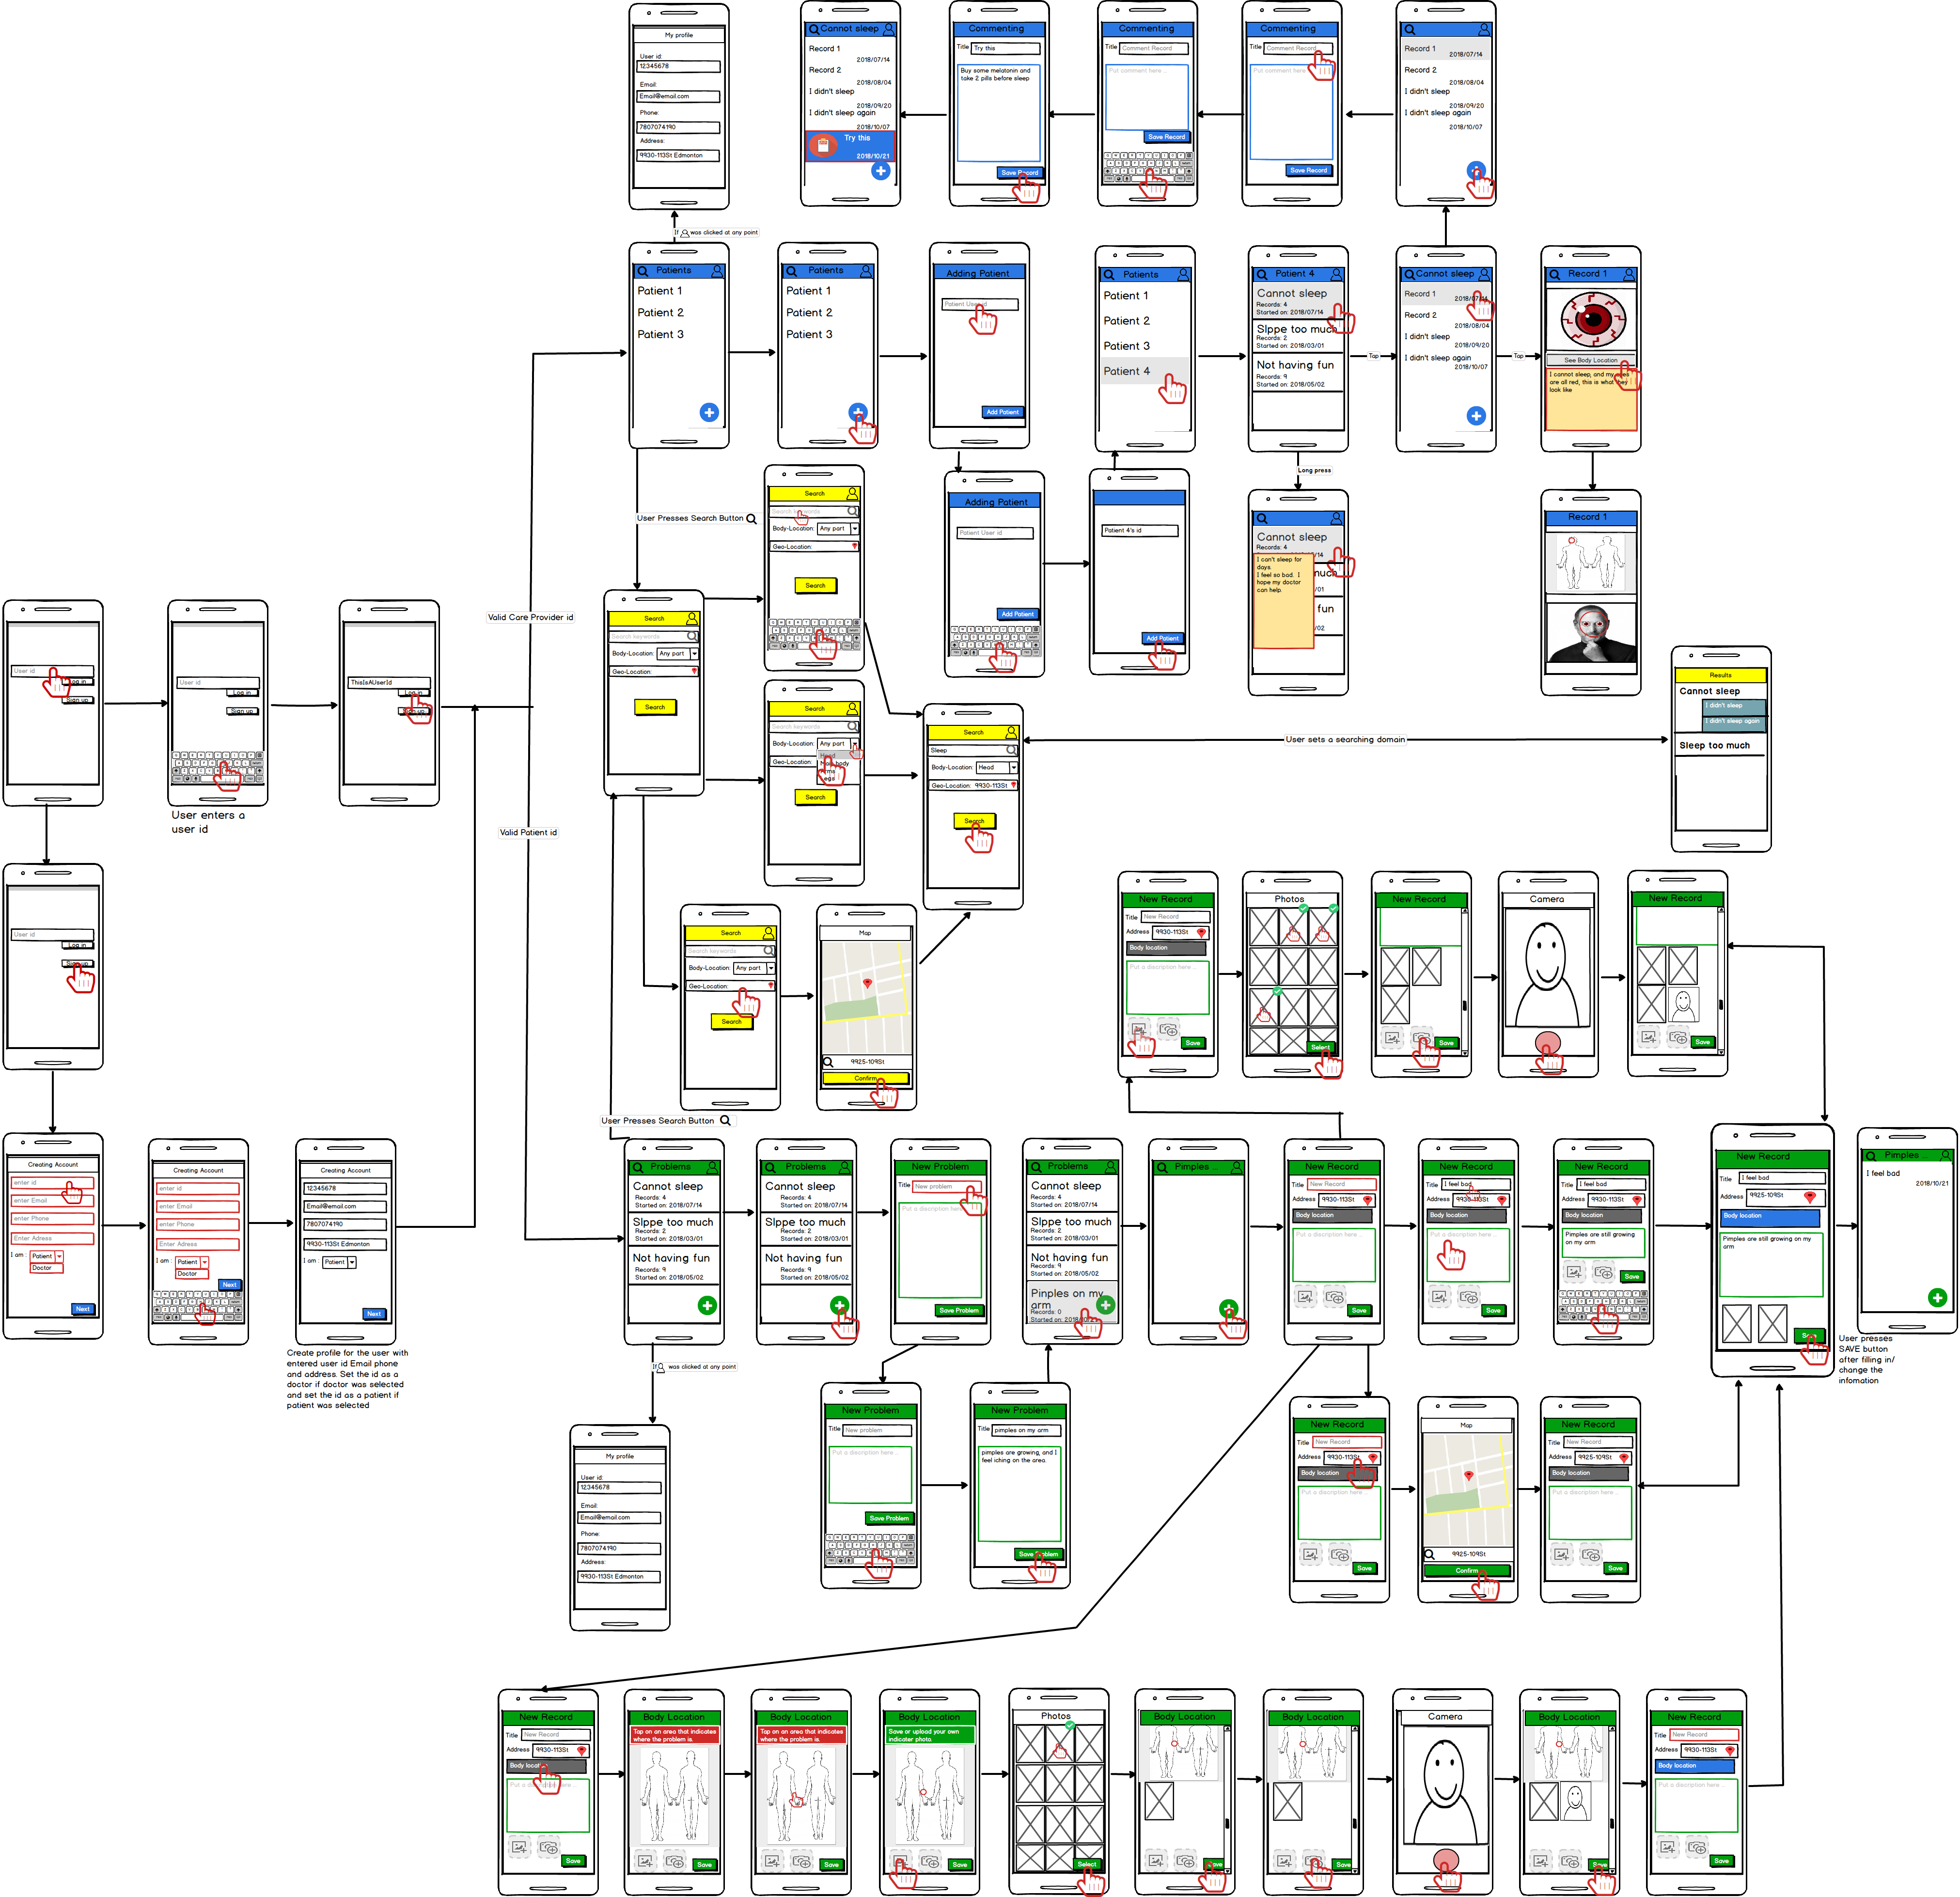 My profile
User id:
12345678
Email:
Email@email.com
Phone:
7807074190
Address:
9930-113St Edmonton
Cannot sleep
Record 1
2018/07/14
Record 2
2018/08/04
I didn't sleep
2018/09/20
I didn't sleep again
2018/10/07
Try this
2018/10/21
Commenting
Title Try this
Buy some melatonin and
take 2 pills before sleep
Save Record
Commenting
Title Comment Record
Put comment here ..
Save Record
Commenting
Title Comment Record
Put comment here
Save Record
Record 1
2018/07/14
Record 2
2018/08/04
I didn't sleep
2018/09/20
I didn't sleep again
2018/10/07
If was clicked at any point
Patients
Patient 1
Patient 2
Patient 3
Patients
Patient 1
Patient 2
Patient 3
Adding Patient
Patient User id
Add Patient
Patients
Patient 1
Patient 2
Patient 3
Patient 4
Patient 4
Cannot sleep
Records: 4
Started on: 2018/07/14
Slppe too much
Records: 2
Started on: 2018/03/01
Not having fun
Records: 9
Started on: 2018/05/02
Tap
Cannot sleep
Record 1
2018/07/14
Record 2
2018/08/04
I didn't sleep
2018/09/20
I didn't sleep again
2018/10/07
Tap
Record 1
See Body Location
I cannot sleep, and my eyes
are all red, this is what they
look like
Long press
User Presses Search Button
Search
Search keywords
Body-Location: Any part
Geo-Location:
Search
Adding Patient
Patient User id
Add Patient
Patient 4's id
Add Patient
Cannot sleep
Records: 4
I can't sleep for
days.
I feel so bad. I
hope my doctor
can help.
much
/01
fun
/02
Record 1
User id
Log in
Sign up
User id
Log in
Sign up
User enters a
user id
ThisIsAUserId
Log in
Sign up
Valid Care Provider id
Valid Patient id
Search
Search keywords
Body-Location: Any part
Geo-Location:
Search
Search
Search keywords
Body-Location: Any part
Head
Geo-Location:
Search
Search
Sleep
Body-Location: Head
Geo-Location: 9930-113St
Search
User sets a searching domain
Results
Cannot sleep
I didn't sleep
I didn't sleep again
Sleep too much
User id
Log in
Sign up
Search
Search keywords
Body-Location: Any part
Geo-Location:
Search
Map
9925-109St
Confirm
New Record
Title New Record
Address 9930-113St
Body location
Put a discription here ..
Save
Photos
Select
New Record
Save
Camera
New Record
Save
User Presses Search Button
Creating Account
enter id
enter Email
enter Phone
Enter Adress
I am : Patient
Doctor
Next
Creating Account
enter id
enter Email
enter Phone
Enter Adress
I am : Patient
Doctor
Next
Creating Account
12345678
Email@email.com
7807074190
9930-113St Edmonton
I am : Patient
Next
Create profile for the user with
entered user id Email phone
and address. Set the id as a
doctor if doctor was selected
and set the id as a patient if
patient was selected
Problems
Cannot sleep
Records: 4
Started on: 2018/07/14
Slppe too much
Records: 2
Started on: 2018/03/01
Not having fun
Records: 9
Started on: 2018/05/02
Problems
Cannot sleep
Records: 4
Started on: 2018/07/14
Slppe too much
Records: 2
Started on: 2018/03/01
Not having fun
Records: 9
Started on: 2018/05/02
New Problem
Title New problem
Put a discription here ..
Save Problem
Problems
Cannot sleep
Records: 4
Started on: 2018/07/14
Slppe too much
Records: 2
Started on: 2018/03/01
Not having fun
Records: 9
Started on: 2018/05/02
Pinples on my
arm
Records: 0
Started on: 2018/10/21
Pimples ...
New Record
Title New Record
Address 9930-113St
Body location
Put a discription here ..
Save
New Record
Title I feel bad
Address 9930-113St
Body location
Put a discription here ..
Save
New Record
Title I feel bad
Address 9930-113St
Body location
Pimples are still growing
on my arm
Save
New Record
Title I feel bad
Address 9925-109St
Body location
Pimples are still growing on my
arm
Save
Pimples ...
I feel bad
2018/10/21
User presses
SAVE button
after filling in/
change the
infomation
If was clicked at any point
My profile
User id:
12345678
Email:
Email@email.com
Phone:
7807074190
Address:
9930-113St Edmonton
New Problem
Title New problem
Put a discription here ..
Save Problem
New Problem
Title pimples on my arm
pimples are growing, and I
feel iching on the area.
Save Problem
New Record
Title New Record
Address 9930-113St
Body location
Put a discription here ..
Save
Map
9925-109St
Confirm
New Record
Title New Record
Address 9925-109St
Body location
Put a discription here ..
Save
New Record
Title New Record
Address 9930-113St
Body location
Put a discription here
Save
Body Location
Tap on an area that indicates
where the problem is.
Save
Body Location
Tap on an area that indicates
where the problem is.
Save
Body Location
Save or upload your own
indicater photo.
Save
Photos
Select
Body Location
Save
Body Location
Save
Camera
Body Location
Save
New Record
Title New Record
Address 9930-113St
Body location
Put a discription here ..
Save